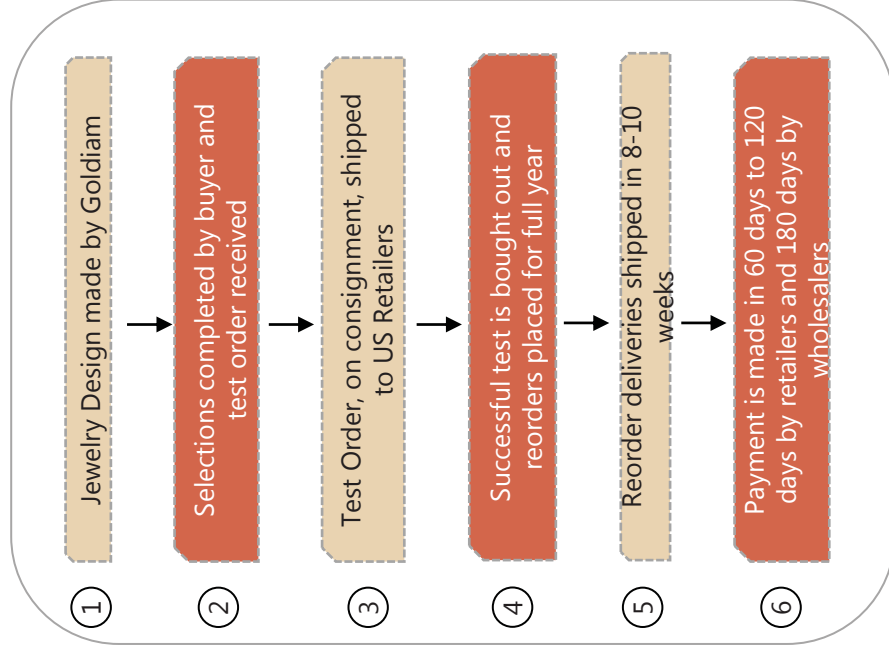 1
Jewelry Design made by Goldiam
2
Selections completed by buyer and
test order received
3
Test Order, on consignment, shipped
to US Retailers
4
Successful test is bought out and
reorders placed for full year
5
Reorder deliveries shipped in 8-10
weeks
6
Payment is made in 60 days to 120
days by retailers and 180 days by
wholesalers